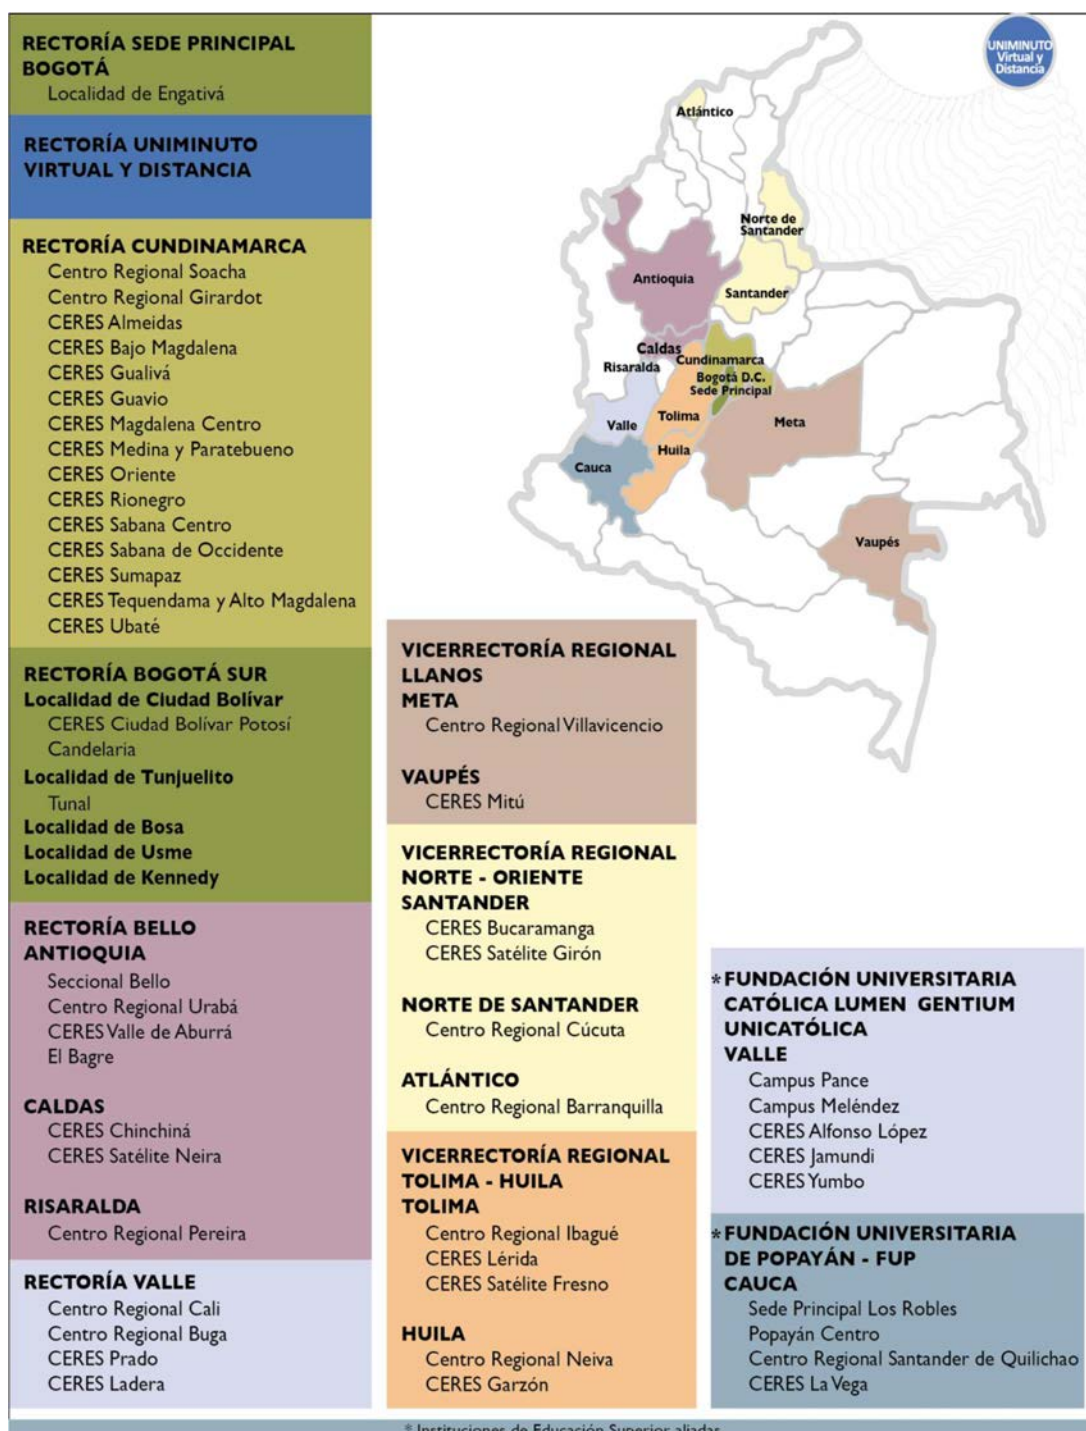 RECTORÍA SEDE PRINCIPAL
BOGOTÁ
Localidad de Engativá
RECTORÍA UNIMINUTO
VIRTUAL Y DISTANCIA
RECTORÍA CUNDINAMARCA
Centro Regional Soacha
Centro Regional Girardot
CERES Almeidas
CERES Bajo Magdalena
CERES Gualivá
CERES Guavio
CERES Magdalena Centro
CERES Medina y Paratebueno
CERES Oriente
CERES Rionegro
CERES Sabana Centro
CERES Sabana de Occidente
CERES Sumapaz
CERES Tequendama y Alto Magdalena
CERES Ubaté
RECTORÍA BOGOTÁ SUR
Localidad de Ciudad Bolívar
CERES Ciudad Bolívar Potosí
Candelaria
Localidad de Tunjuelito
Tunal
Localidad de Bosa
Localidad de Usme
Localidad de Kennedy
RECTORÍA BELLO
ANTIOQUIA
Seccional Bello
Centro Regional Urabá
CERES Valle de Aburrá
El Bagre
CALDAS
CERES Chinchiná
CERES Satélite Neira
RISARALDA
Centro Regional Pereira
RECTORÍA VALLE
Centro Regional Cali
Centro Regional Buga
CERES Prado
CERES Ladera
UNIMINUTO
Virtual y
Distancia
Atlántico
Norte de
Santander
Antioquia
Santander
Caldas
Cundinamarca
Risaralda
Bogotá D.C.
Sede Principal
Tolima
Valle
Meta
Huila
Cauca
Vaupés
VICERRECTORÍA REGIONAL
LLANOS
META
Centro Regional Villavicencio
VAUPÉS
CERES Mitú
VICERRECTORÍA REGIONAL
NORTE - ORIENTE
SANTANDER
CERES Bucaramanga
CERES Satélite Girón
NORTE DE SANTANDER
Centro Regional Cúcuta
ATLÁNTICO
Centro Regional Barranquilla
VICERRECTORÍA REGIONAL
TOLIMA - HUILA
TOLIMA
Centro Regional Ibagué
CERES Lérida
CERES Satélite Fresno
HUILA
Centro Regional Neiva
CERES Garzón
*FUNDACIÓN UNIVERSITARIA
CATÓLICA LUMEN GENTIUM
UNICATÓLICA
VALLE
Campus Pance
Campus Meléndez
CERES Alfonso López
CERES Jamundi
CERES Yumbo
*FUNDACIÓN UNIVERSITARIA
DE POPAYÁN - FUP
CAUCA
Sede Principal Los Robles
Popayán Centro
Centro Regional Santander de Quilichao
CERES La Vega
* Instituciones de Educación Superior aliadas